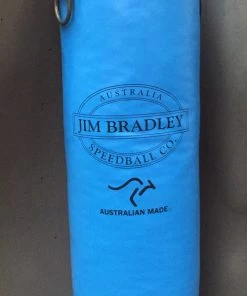 AUSTRALIA
JIM BRADLEY
SPEEDBALL CO.
AUSTRALIAN MADE